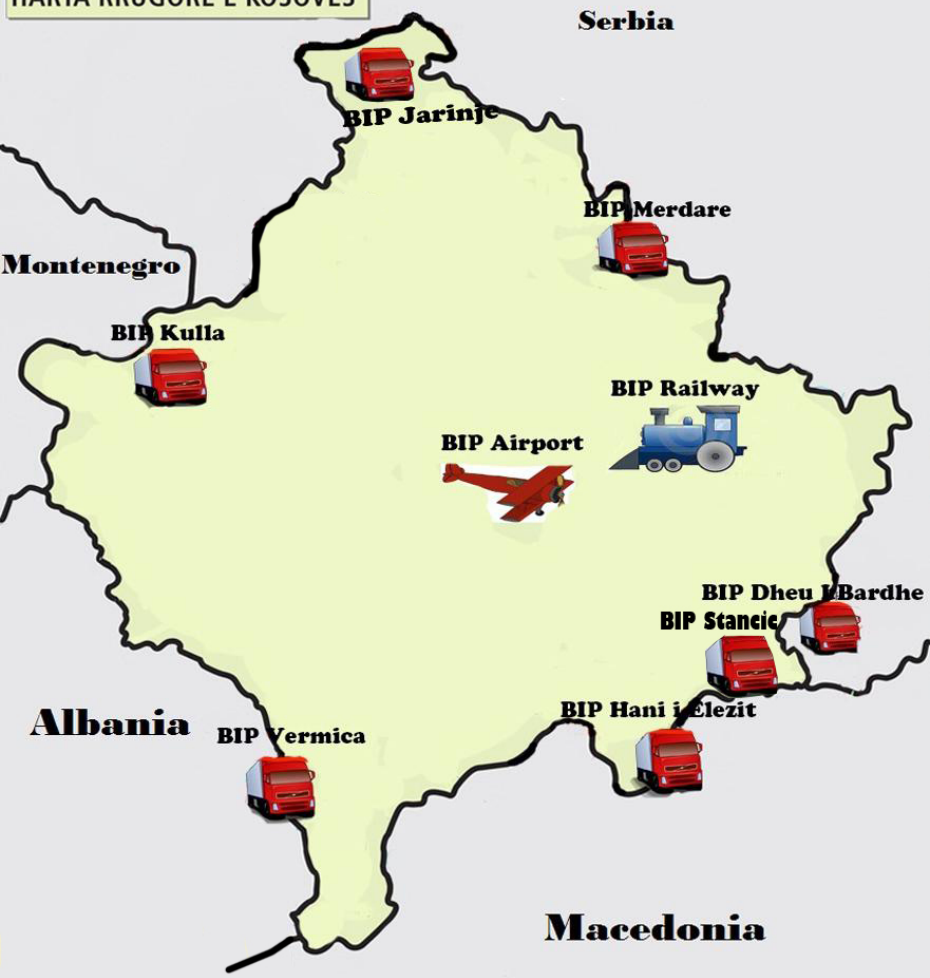 HARTA RRUGORE E KOSOVËS
Serbia
BIP Jarinje
BIP Merdare
Montenegro
BIP Kulla
BIP Railway
BIP Airport
BIP Dheu I Bardhe
BIP Stancic
BIP Hani i Elezit
Albania
BIP Vermica
Macedonia